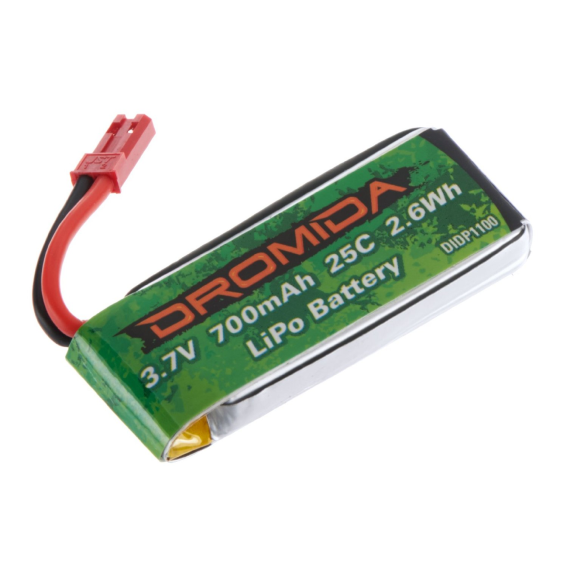 DROMIDA
3.7V 700mAh 25C 2.6Wh
LiPo Battery
DIDP1100